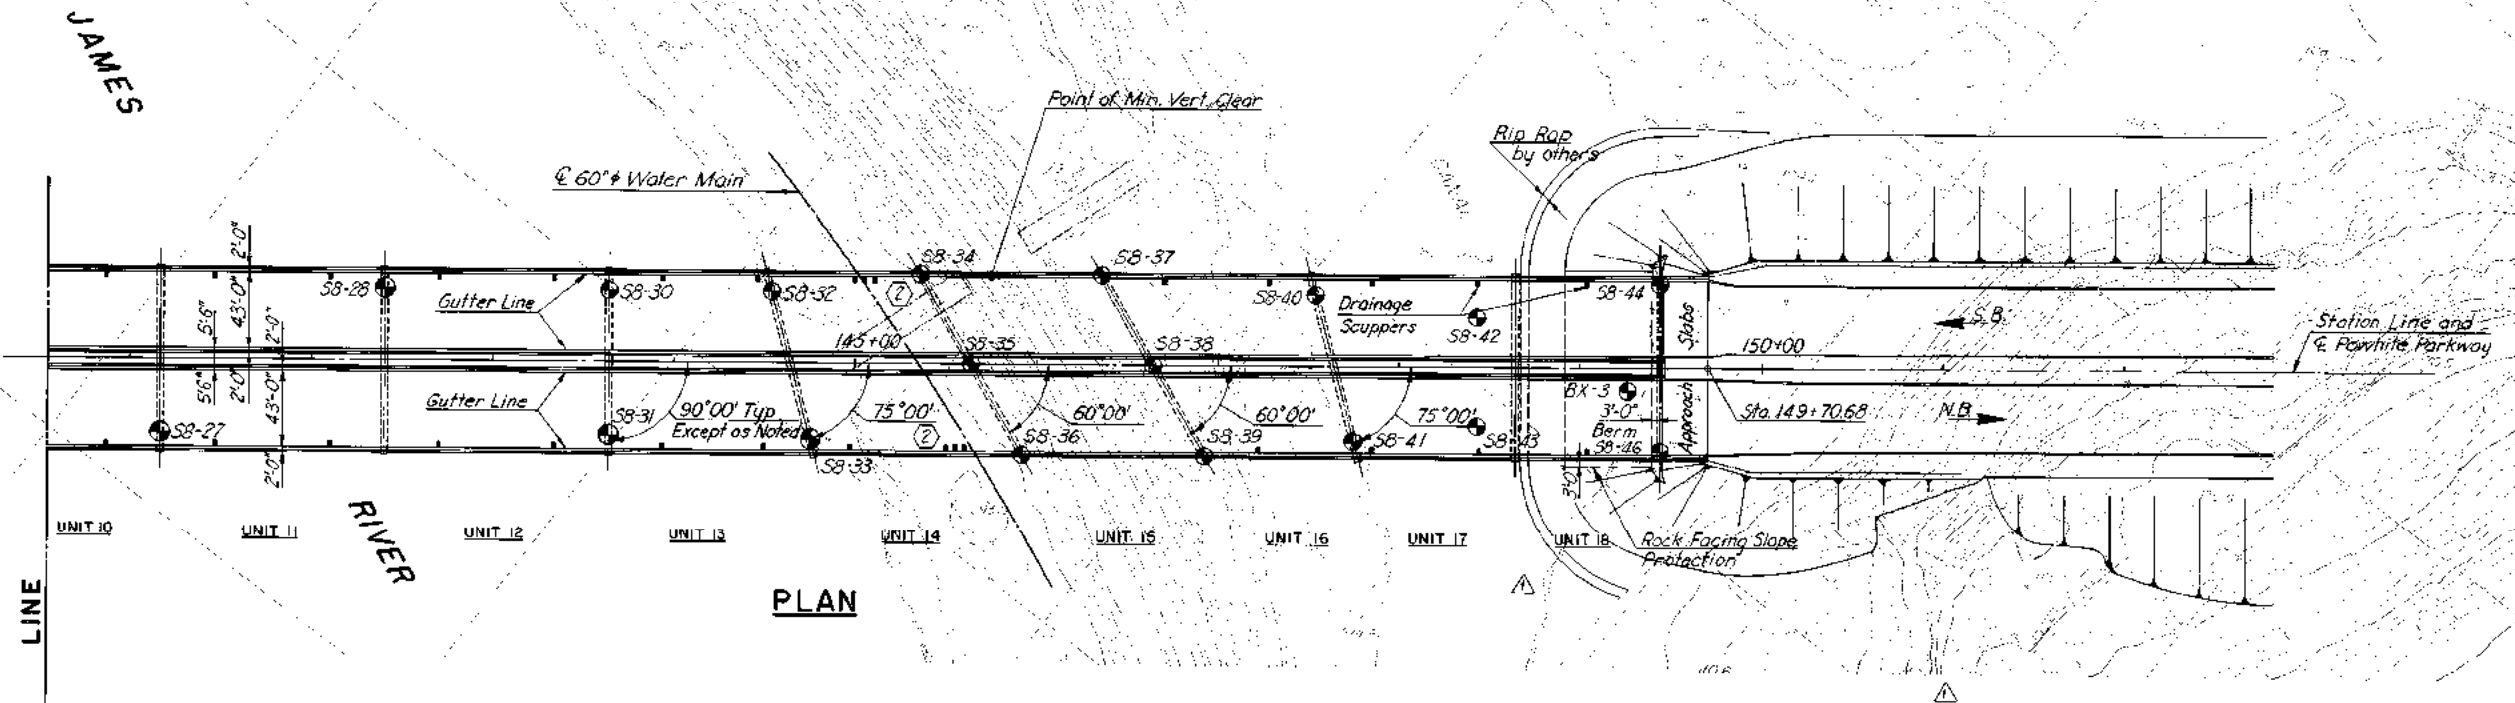 JAMES
RIVER
LINE
PLAN
Point of Min. Vert. Clear
℄ 60"φ Water Main
Rip Rap
by others
2'-0"
43'-0"
5'6"
2'-0"
5'6"
2'-0"
43'-0"
2'-0"
S8-28
Gutter Line
S8-30
S8-32
S8-34
2
S8-37
S8-40
Drainage
Scuppers
S8-42
S8-44
Slabs
S.B.
Station Line and
℄ Powhite Parkway
145+00
S8-35
S8-38
150+00
Gutter Line
S8-27
S8-31
90°00' Typ
Except as Noted
S8-33
75°00'
2
60°00'
S8-36
60°00'
S8-39
75°00'
S8-41
S8-43
BX-3
3'-0"
Berm
S8-46
Approach
Sta. 149+70.68
N.B.
3'-0"
UNIT 10
UNIT 11
UNIT 12
UNIT 13
UNIT 14
UNIT 15
UNIT 16
UNIT 17
UNIT 18
Rock Facing Slope
Protection
1
1